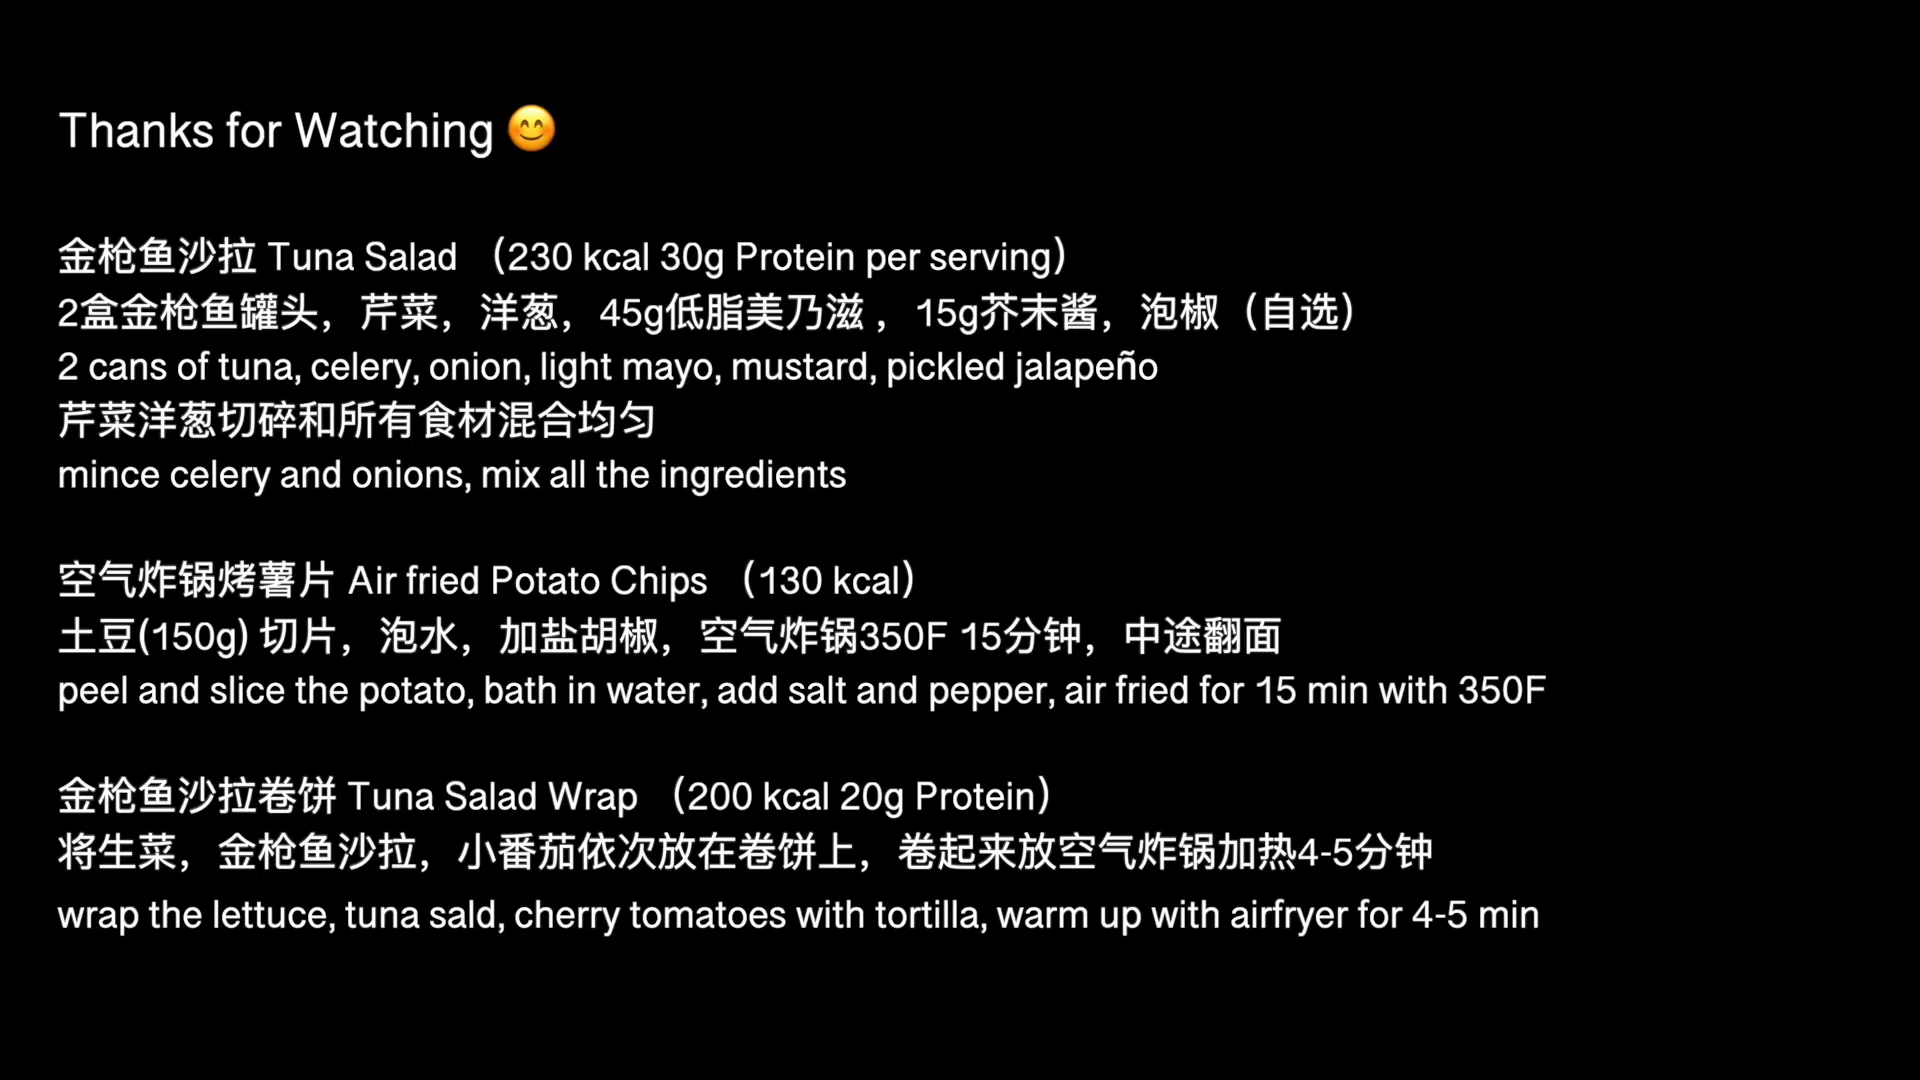 Thanks for Watching 😊
金枪鱼沙拉 Tuna Salad （230 kcal 30g Protein per serving）
2盒金枪鱼罐头，芹菜，洋葱，45g低脂美乃滋 ，15g芥末酱，泡椒（自选）
2 cans of tuna, celery, onion, light mayo, mustard, pickled jalapeño
芹菜洋葱切碎和所有食材混合均匀
mince celery and onions, mix all the ingredients
空气炸锅烤薯片 Air fried Potato Chips （130 kcal）
土豆(150g) 切片，泡水，加盐胡椒，空气炸锅350F 15分钟，中途翻面
peel and slice the potato, bath in water, add salt and pepper, air fried for 15 min with 350F
金枪鱼沙拉卷饼 Tuna Salad Wrap （200 kcal 20g Protein）
将生菜，金枪鱼沙拉，小番茄依次放在卷饼上，卷起来放空气炸锅加热4-5分钟
wrap the lettuce, tuna sald, cherry tomatoes with tortilla, warm up with airfryer for 4-5 min